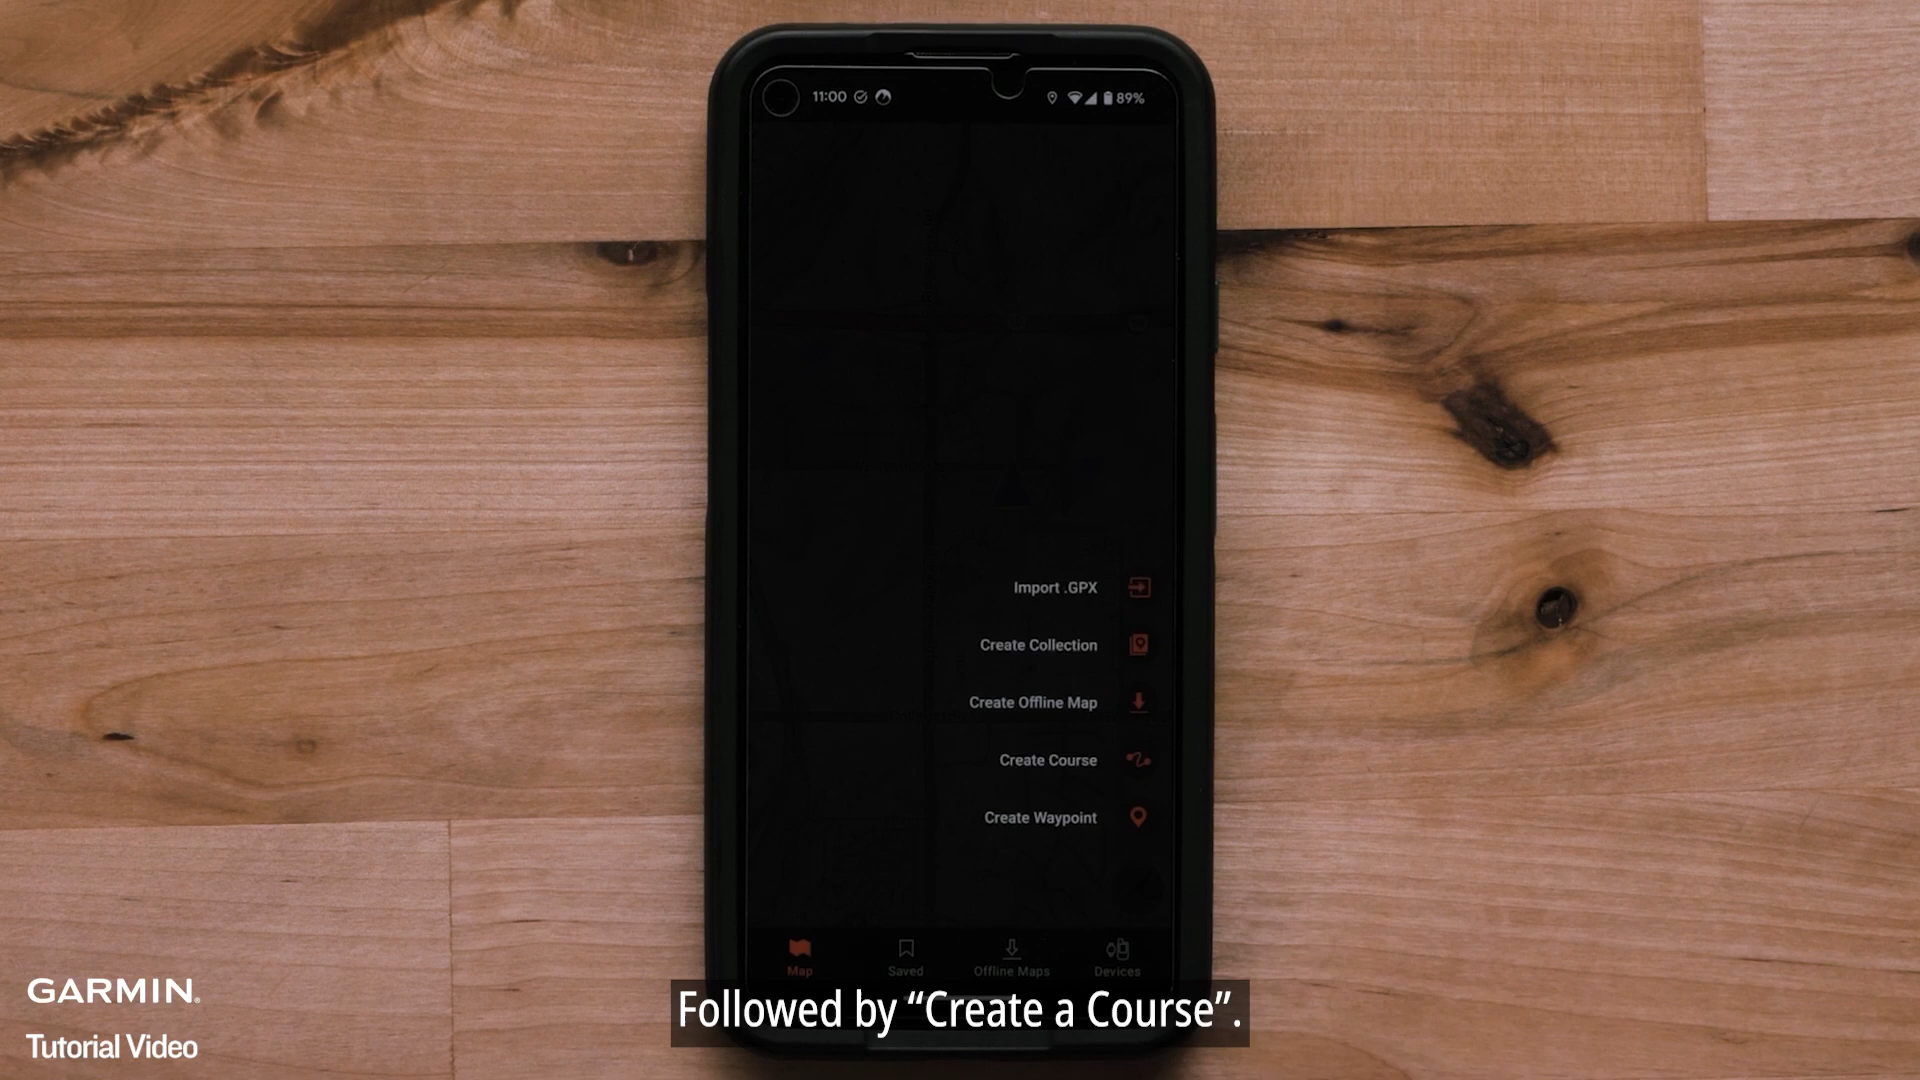 11:00
89%
Import .GPX
Create Collection
Create Offline Map
Create Course
Create Waypoint
Map
Saved
Offline Maps
Devices
Followed by “Create a Course”.
GARMIN.
Tutorial Video